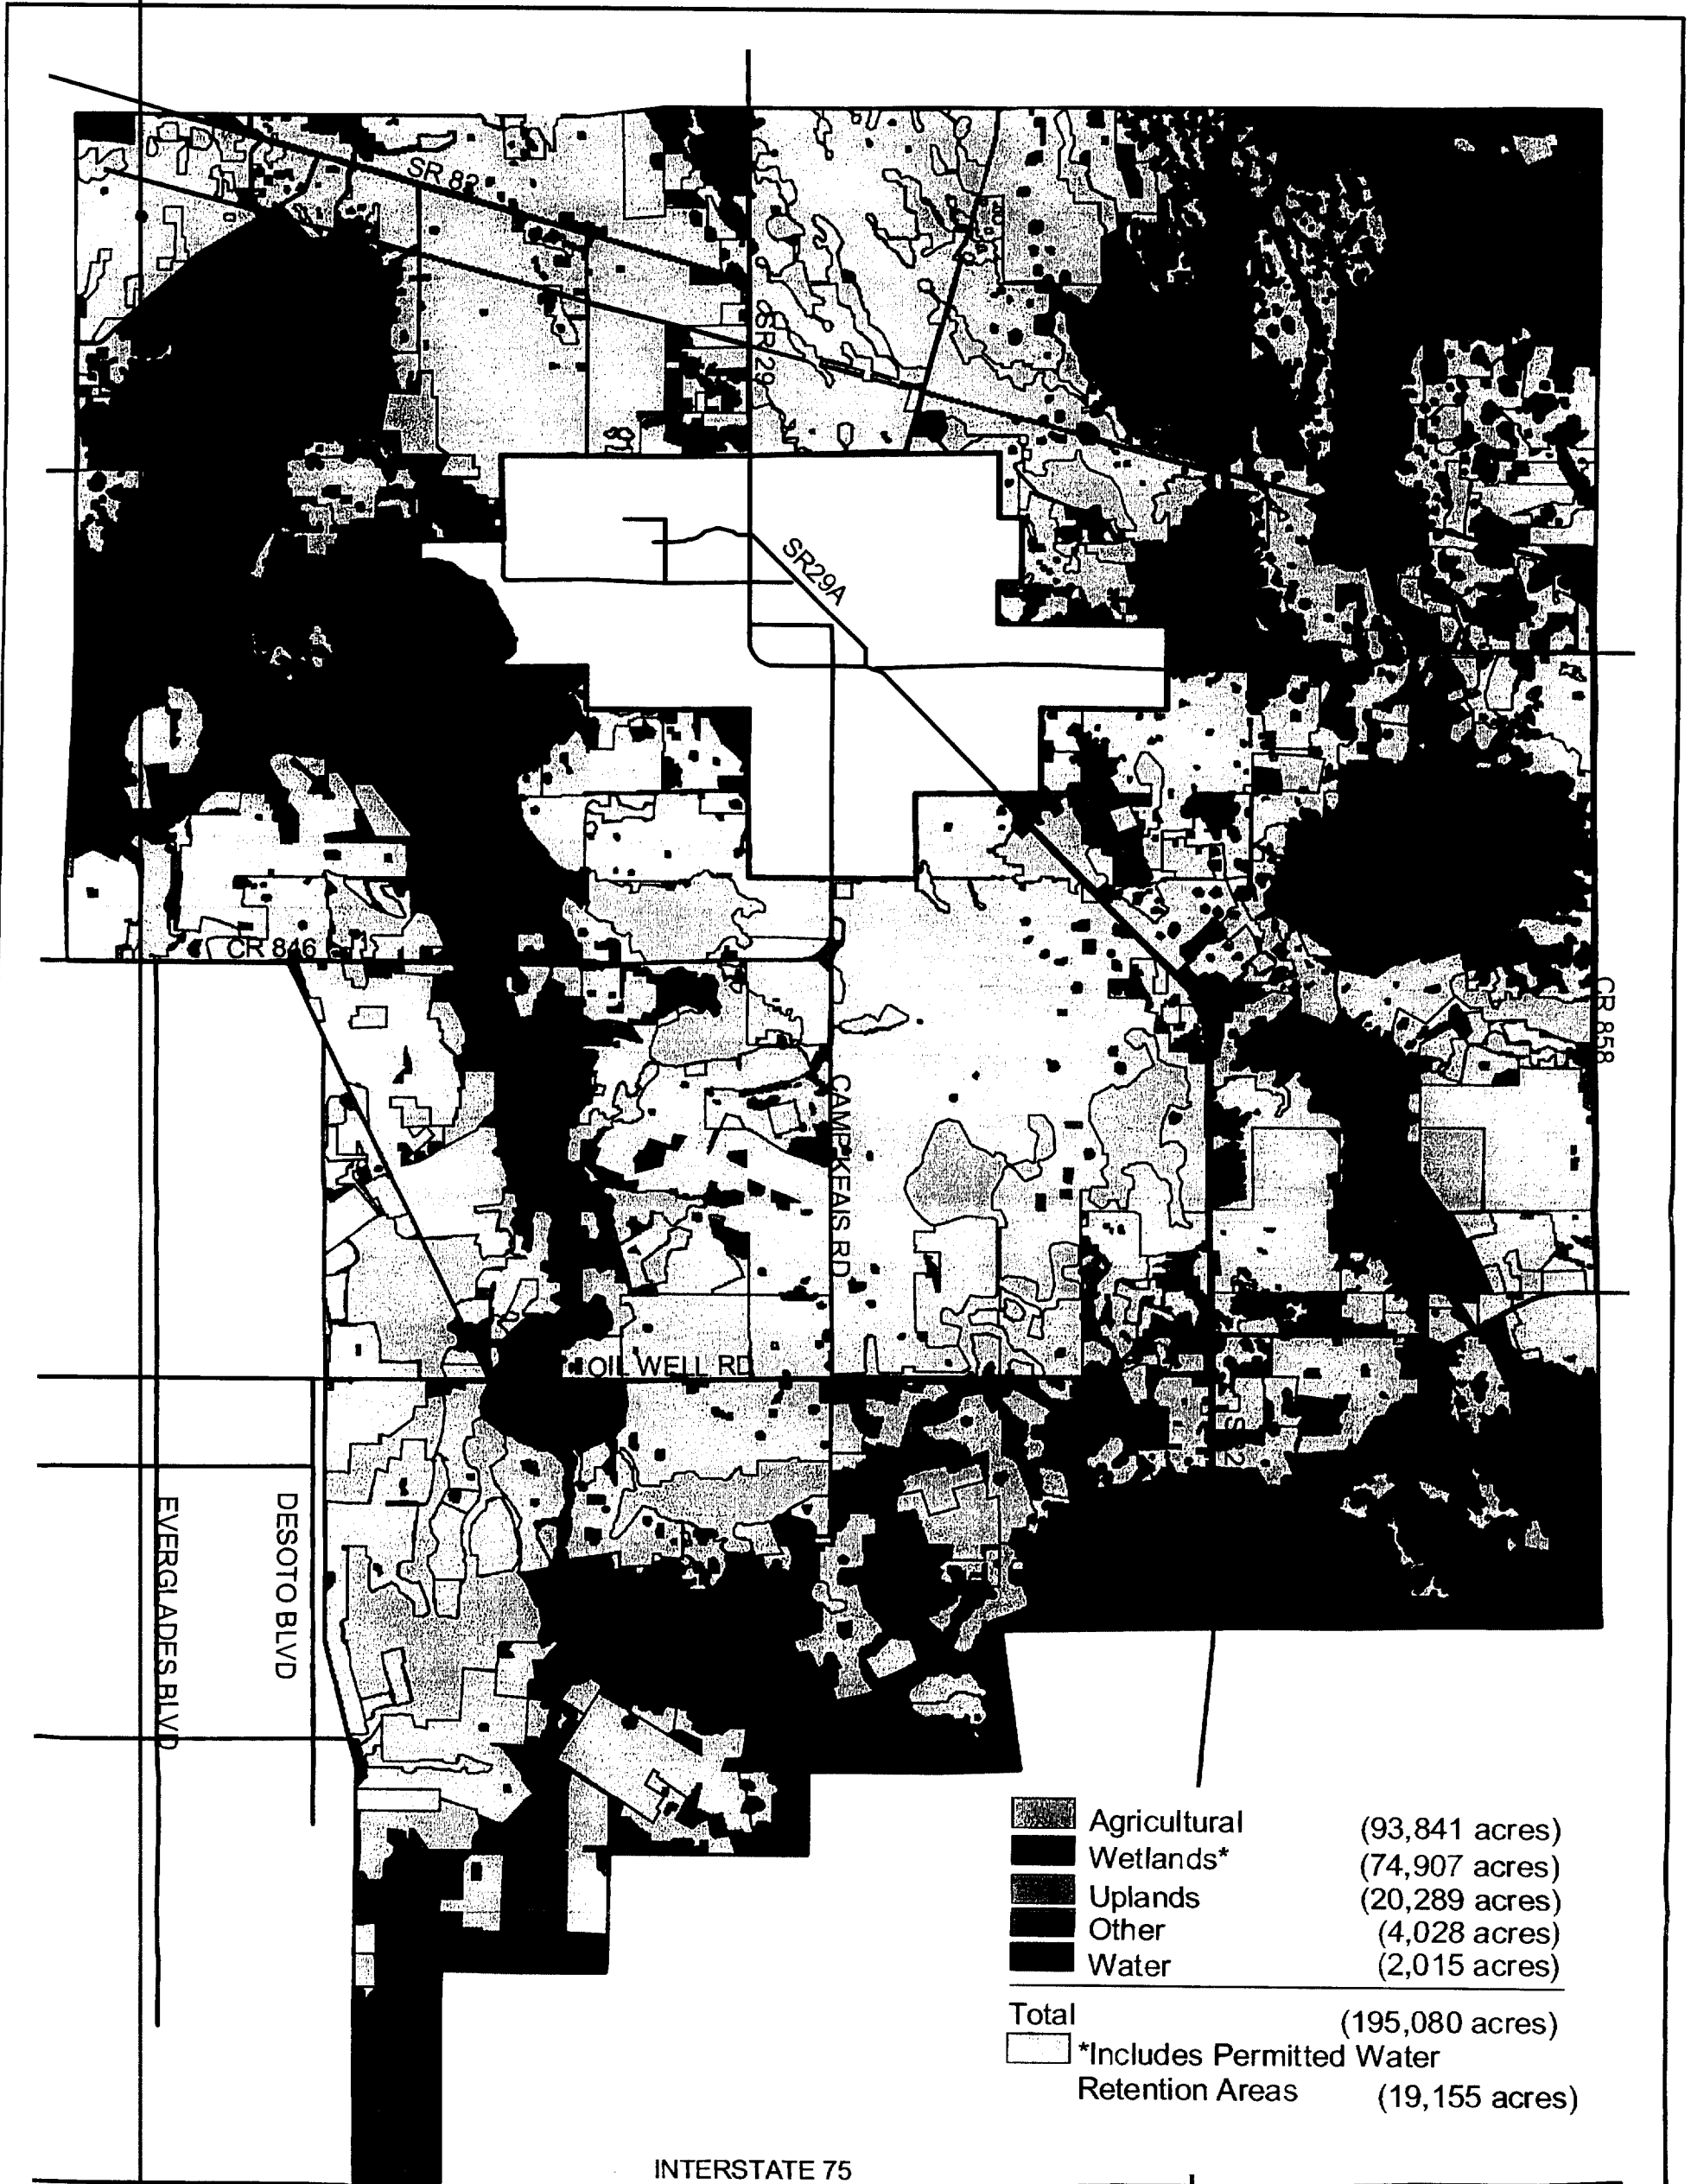 SR 82
SR 29
SR29A
CR 846
CR 858
CAMP KEAIS RD
OIL WELL RD
S 2
EVERGLADES BLVD
DESOTO BLVD
Agricultural (93,841 acres)
Wetlands* (74,907 acres)
Uplands (20,289 acres)
Other (4,028 acres)
Water (2,015 acres)
Total (195,080 acres)
*Includes Permitted Water
Retention Areas (19,155 acres)
INTERSTATE 75